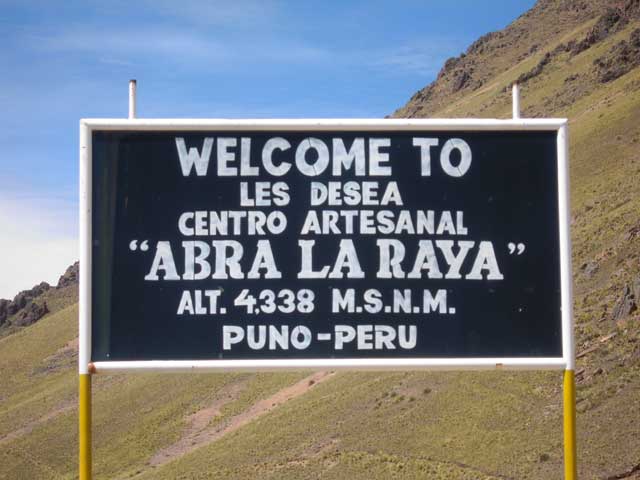 WELCOME TO
LES DESEA
CENTRO ARTESANAL
“ABRA LA RAYA”
ALT. 4,338 M.S.N.M.
PUNO-PERU